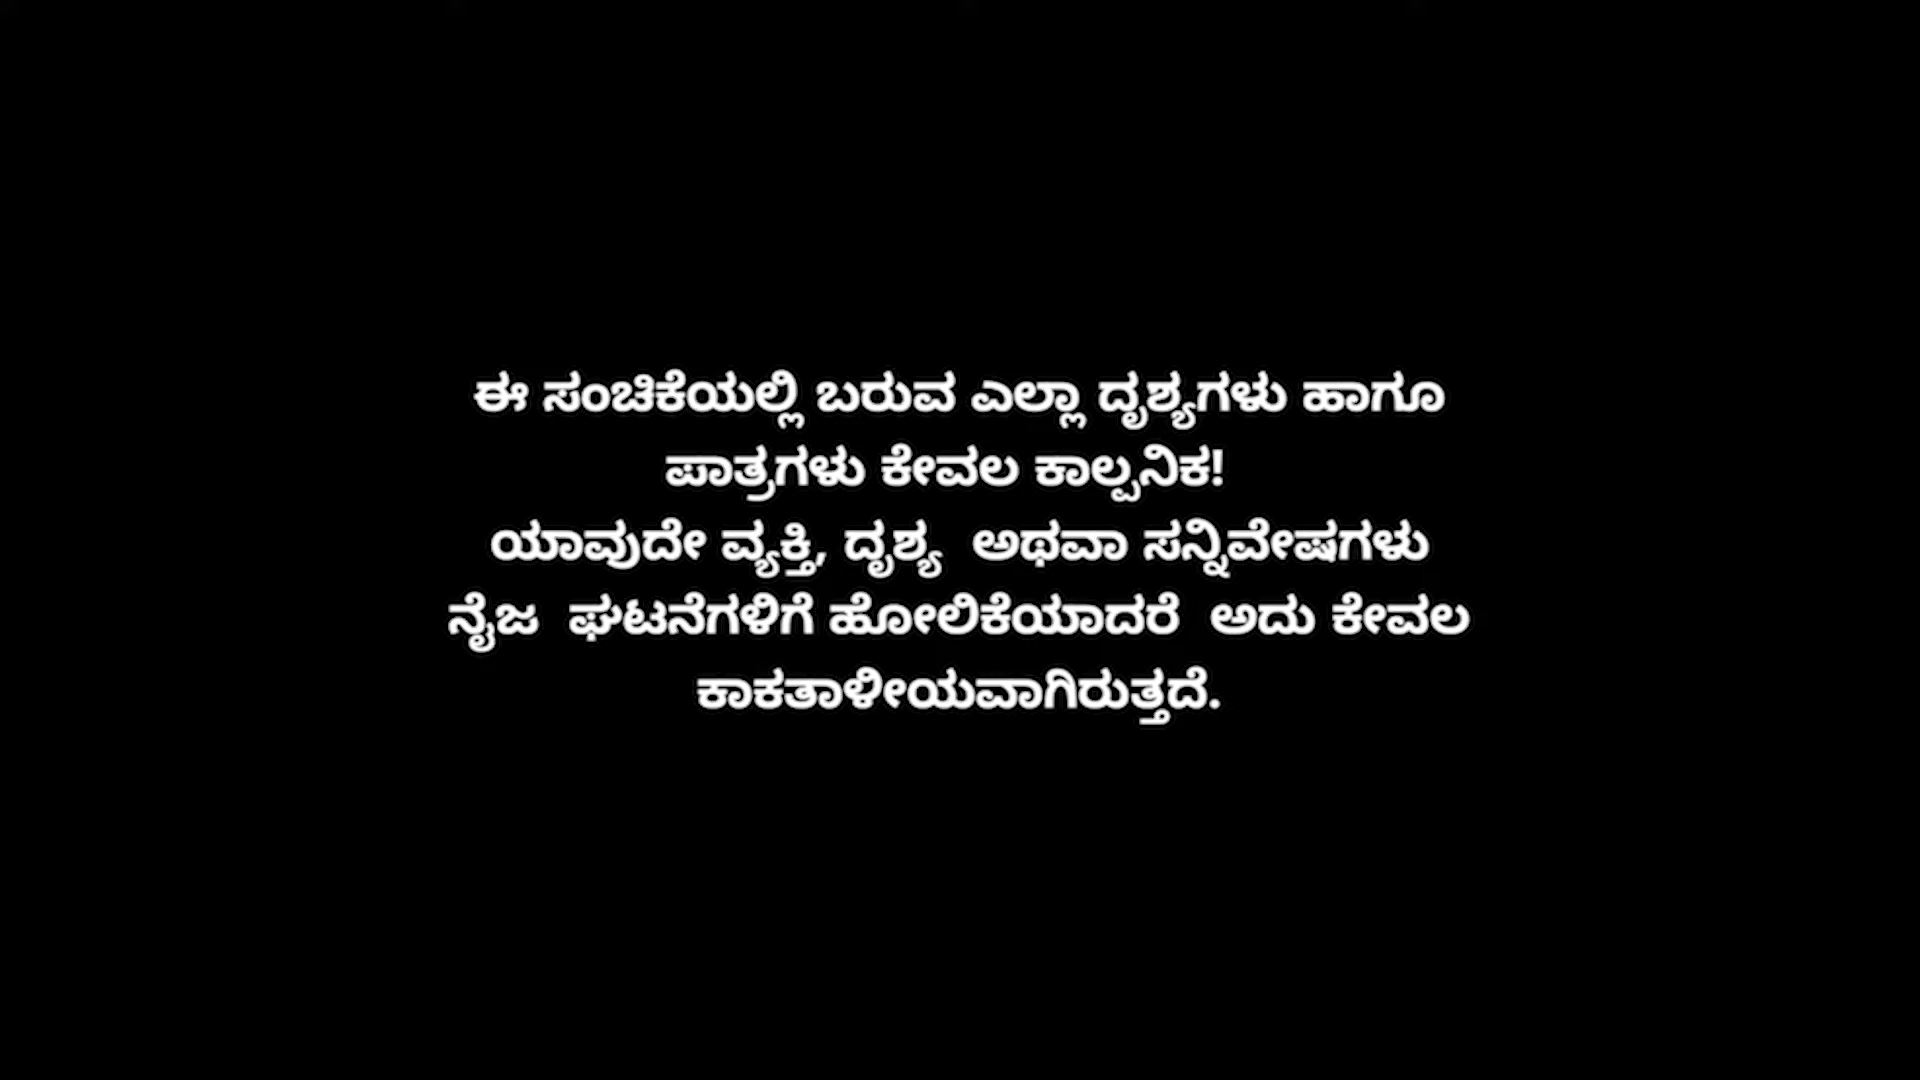 ಈ ಸಂಚಿಕೆಯಲ್ಲಿ ಬರುವ ಎಲ್ಲಾ ದೃಶ್ಯಗಳು ಹಾಗೂ
ಪಾತ್ರಗಳು ಕೇವಲ ಕಾಲ್ಪನಿಕ!
ಯಾವುದೇ ವ್ಯಕ್ತಿ, ದೃಶ್ಯ ಅಥವಾ ಸನ್ನಿವೇಷಗಳು
ನೈಜ ಘಟನೆಗಳಿಗೆ ಹೋಲಿಕೆಯಾದರೆ ಅದು ಕೇವಲ
ಕಾಕತಾಳೀಯವಾಗಿರುತ್ತದೆ.